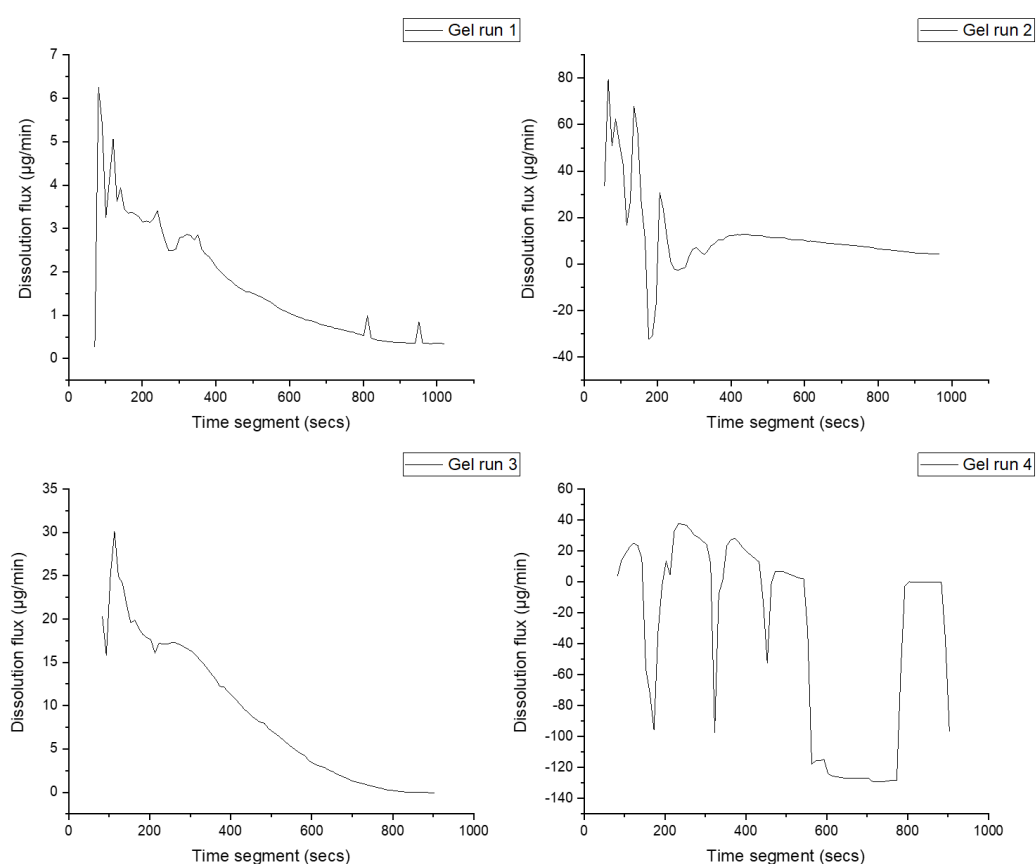 Gel run 1
7
6
5
4
3
2
1
0
Dissolution flux (µg/min)
0 200 400 600 800 1000
Time segment (secs)
Gel run 2
80
60
40
20
0
-20
-40
Dissolution flux (µg/min)
0 200 400 600 800 1000
Time segment (secs)
Gel run 3
35
30
25
20
15
10
5
0
Dissolution flux (µg/min)
0 200 400 600 800 1000
Time segment (secs)
Gel run 4
60
40
20
0
-20
-40
-60
-80
-100
-120
-140
Dissolution flux (µg/min)
0 200 400 600 800 1000
Time segment (secs)